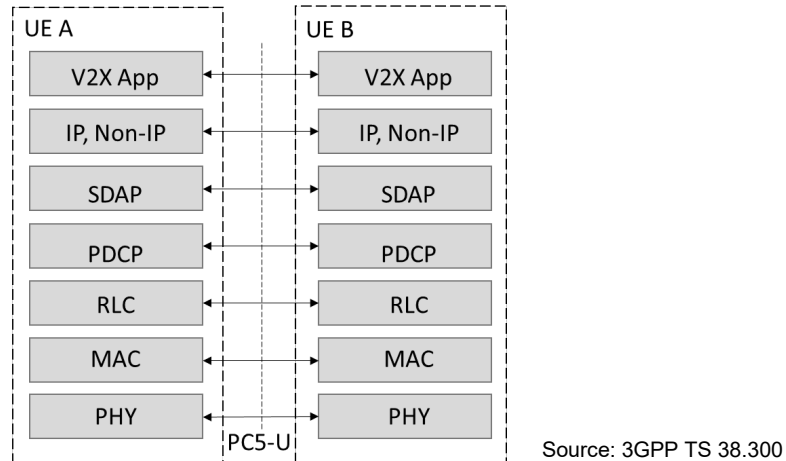 UE A UE B
V2X App V2X App
IP, Non-IP IP, Non-IP
SDAP SDAP
PDCP PDCP
RLC RLC
MAC MAC
PHY PHY
PC5-U
Source: 3GPP TS 38.300